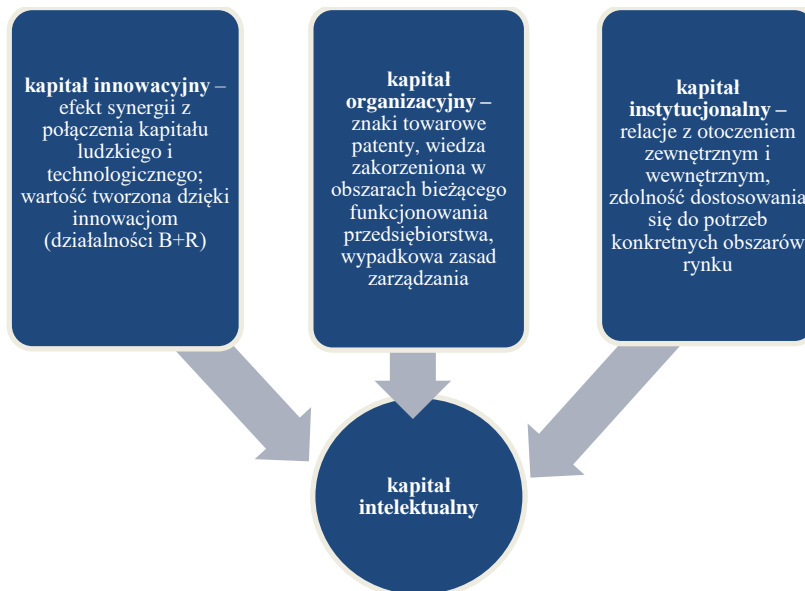 kapitał innowacyjny –
efekt synergii z
połączenia kapitału
ludzkiego i
technologicznego;
wartość tworzona dzięki
innowacjom
(działalności B+R)
kapitał
organizacyjny –
znaki towarowe
patenty, wiedza
zakorzeniona w
obszarach bieżącego
funkcjonowania
przedsiębiorstwa,
wypadkowa zasad
zarządzania
kapitał
instytucjonalny –
relacje z otoczeniem
zewnętrznym i
wewnętrznym,
zdolność dostosowania
się do potrzeb
konkretnych obszarów
rynku
kapitał
intelektualny